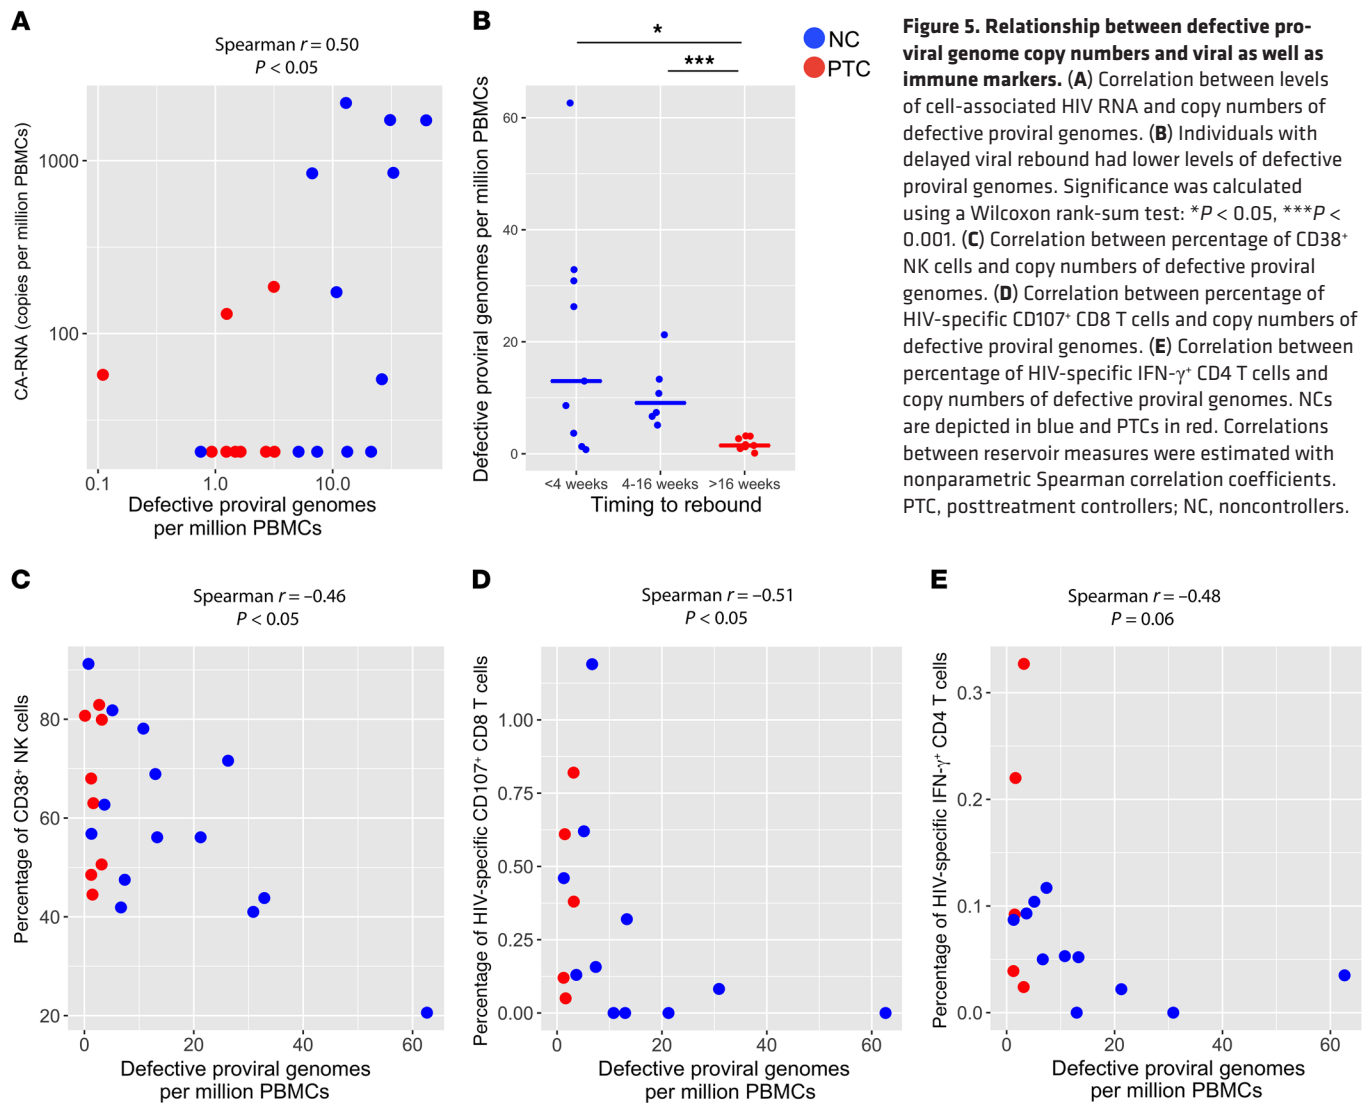 A
Spearman r = 0.50
P < 0.05
CA-RNA (copies per million PBMCs)
1000
100
0.1
1.0
10.0
Defective proviral genomes
per million PBMCs
B
*
***
NC
PTC
Defective proviral genomes per million PBMCs
60
40
20
0
<4 weeks
4-16 weeks
>16 weeks
Timing to rebound
Figure 5. Relationship between defective pro-
viral genome copy numbers and viral as well as
immune markers. (A) Correlation between levels
of cell-associated HIV RNA and copy numbers of
defective proviral genomes. (B) Individuals with
delayed viral rebound had lower levels of defective
proviral genomes. Significance was calculated
using a Wilcoxon rank-sum test: *P < 0.05, ***P <
0.001. (C) Correlation between percentage of CD38⁺
NK cells and copy numbers of defective proviral
genomes. (D) Correlation between percentage of
HIV-specific CD107⁺ CD8 T cells and copy numbers of
defective proviral genomes. (E) Correlation between
percentage of HIV-specific IFN-γ⁺ CD4 T cells and
copy numbers of defective proviral genomes. NCs
are depicted in blue and PTCs in red. Correlations
between reservoir measures were estimated with
nonparametric Spearman correlation coefficients.
PTC, posttreatment controllers; NC, noncontrollers.
C
Spearman r = –0.46
P < 0.05
Percentage of CD38⁺ NK cells
80
60
40
20
0
20
40
60
Defective proviral genomes
per million PBMCs
D
Spearman r = –0.51
P < 0.05
Percentage of HIV-specific CD107⁺ CD8 T cells
1.00
0.75
0.50
0.25
0.00
0
20
40
60
Defective proviral genomes
per million PBMCs
E
Spearman r = –0.48
P = 0.06
Percentage of HIV-specific IFN-γ⁺ CD4 T cells
0.3
0.2
0.1
0.0
0
20
40
60
Defective proviral genomes
per million PBMCs